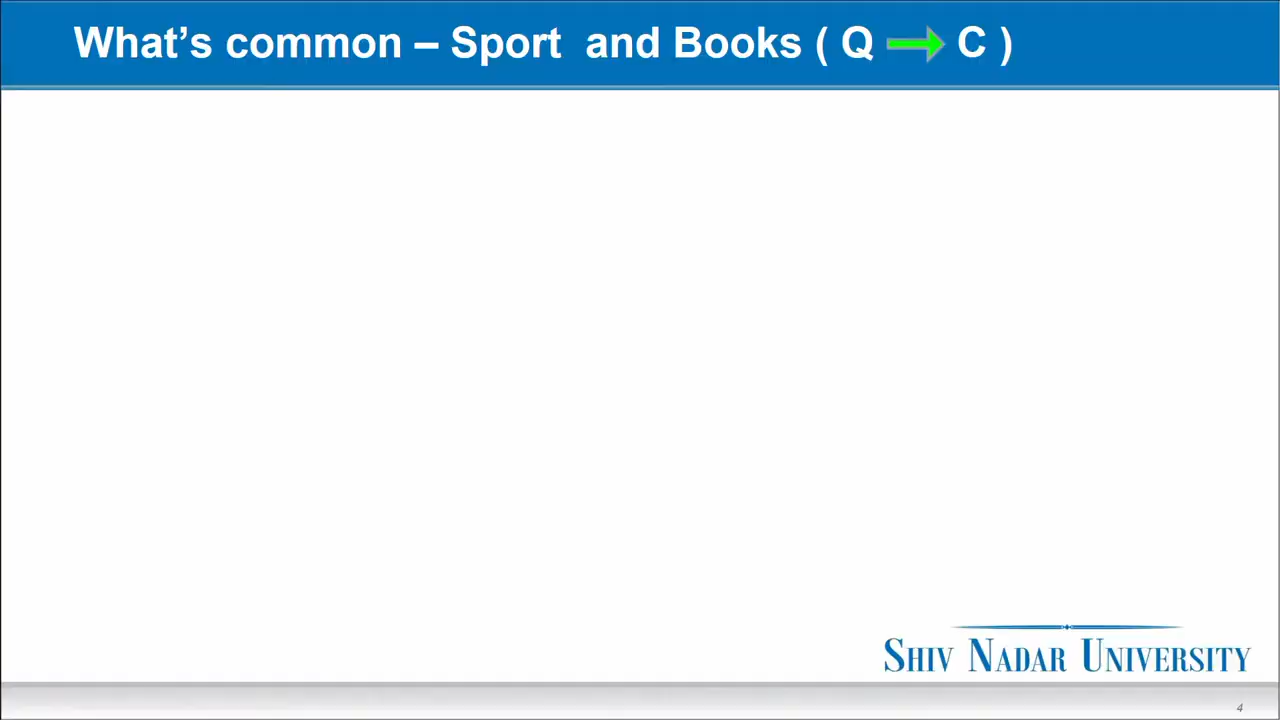 What's common – Sport and Books ( Q → C )
SHIV NADAR UNIVERSITY
4